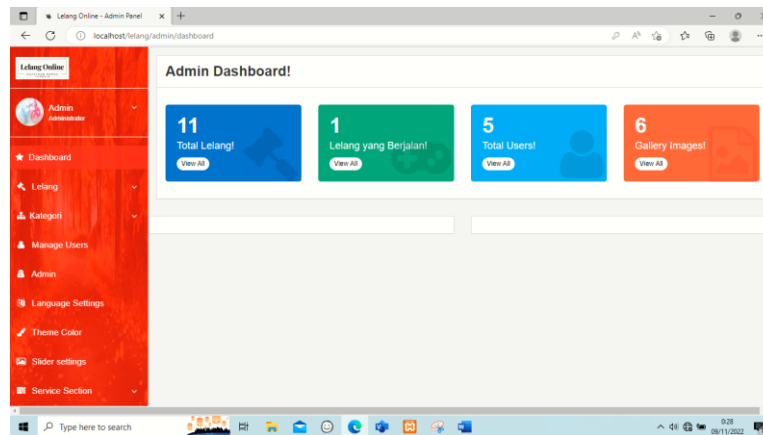 Lelang Online - Admin Panel
localhost/lelang/admin/dashboard
Lelang Online
Admin Dashboard!
Admin
Administrator
11
Total Lelang!
View All
1
Lelang yang Berjalan!
View All
5
Total Users!
View All
6
Gallery Images!
View All
Dashboard
Lelang
Kategori
Manage Users
Admin
Language Settings
Theme Color
Slider settings
Service Section
Type here to search
0:28
09/11/2022